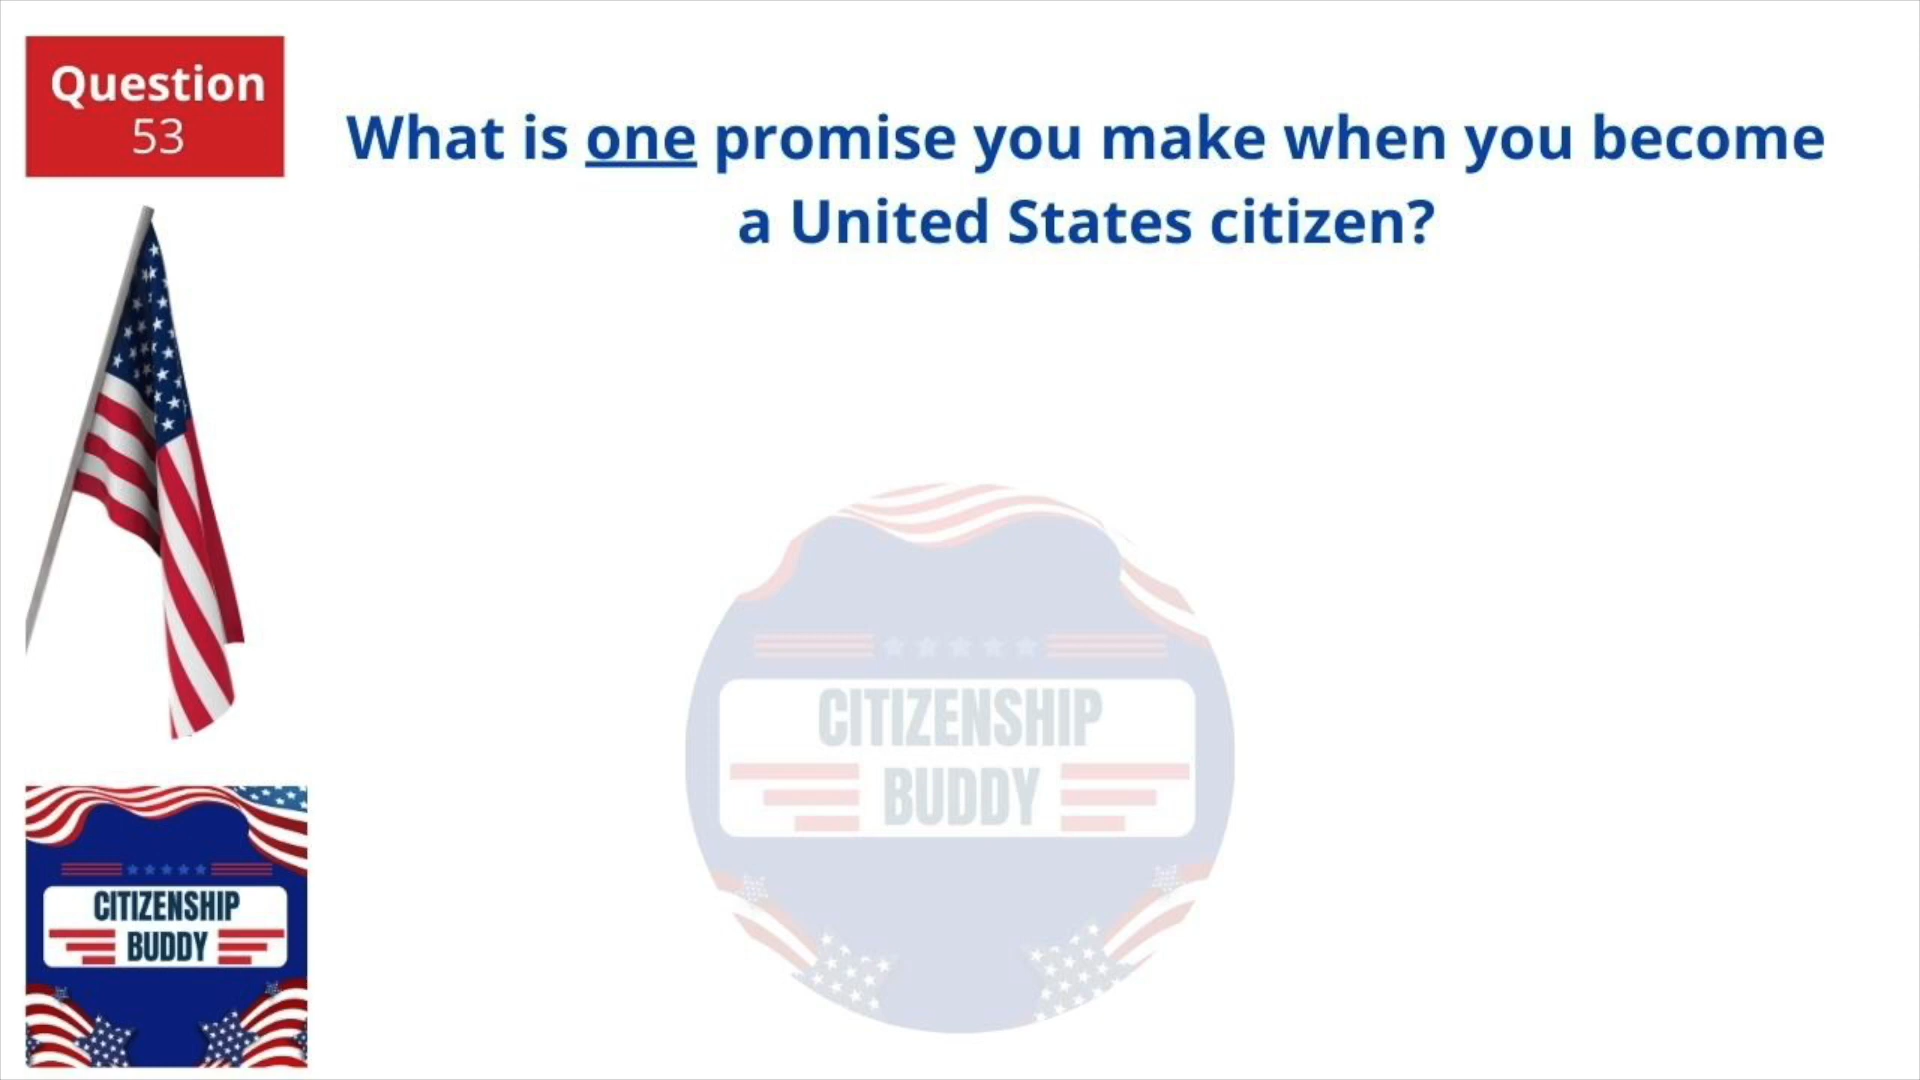 Question
53
What is one promise you make when you become
a United States citizen?
CITIZENSHIP
BUDDY
CITIZENSHIP
BUDDY